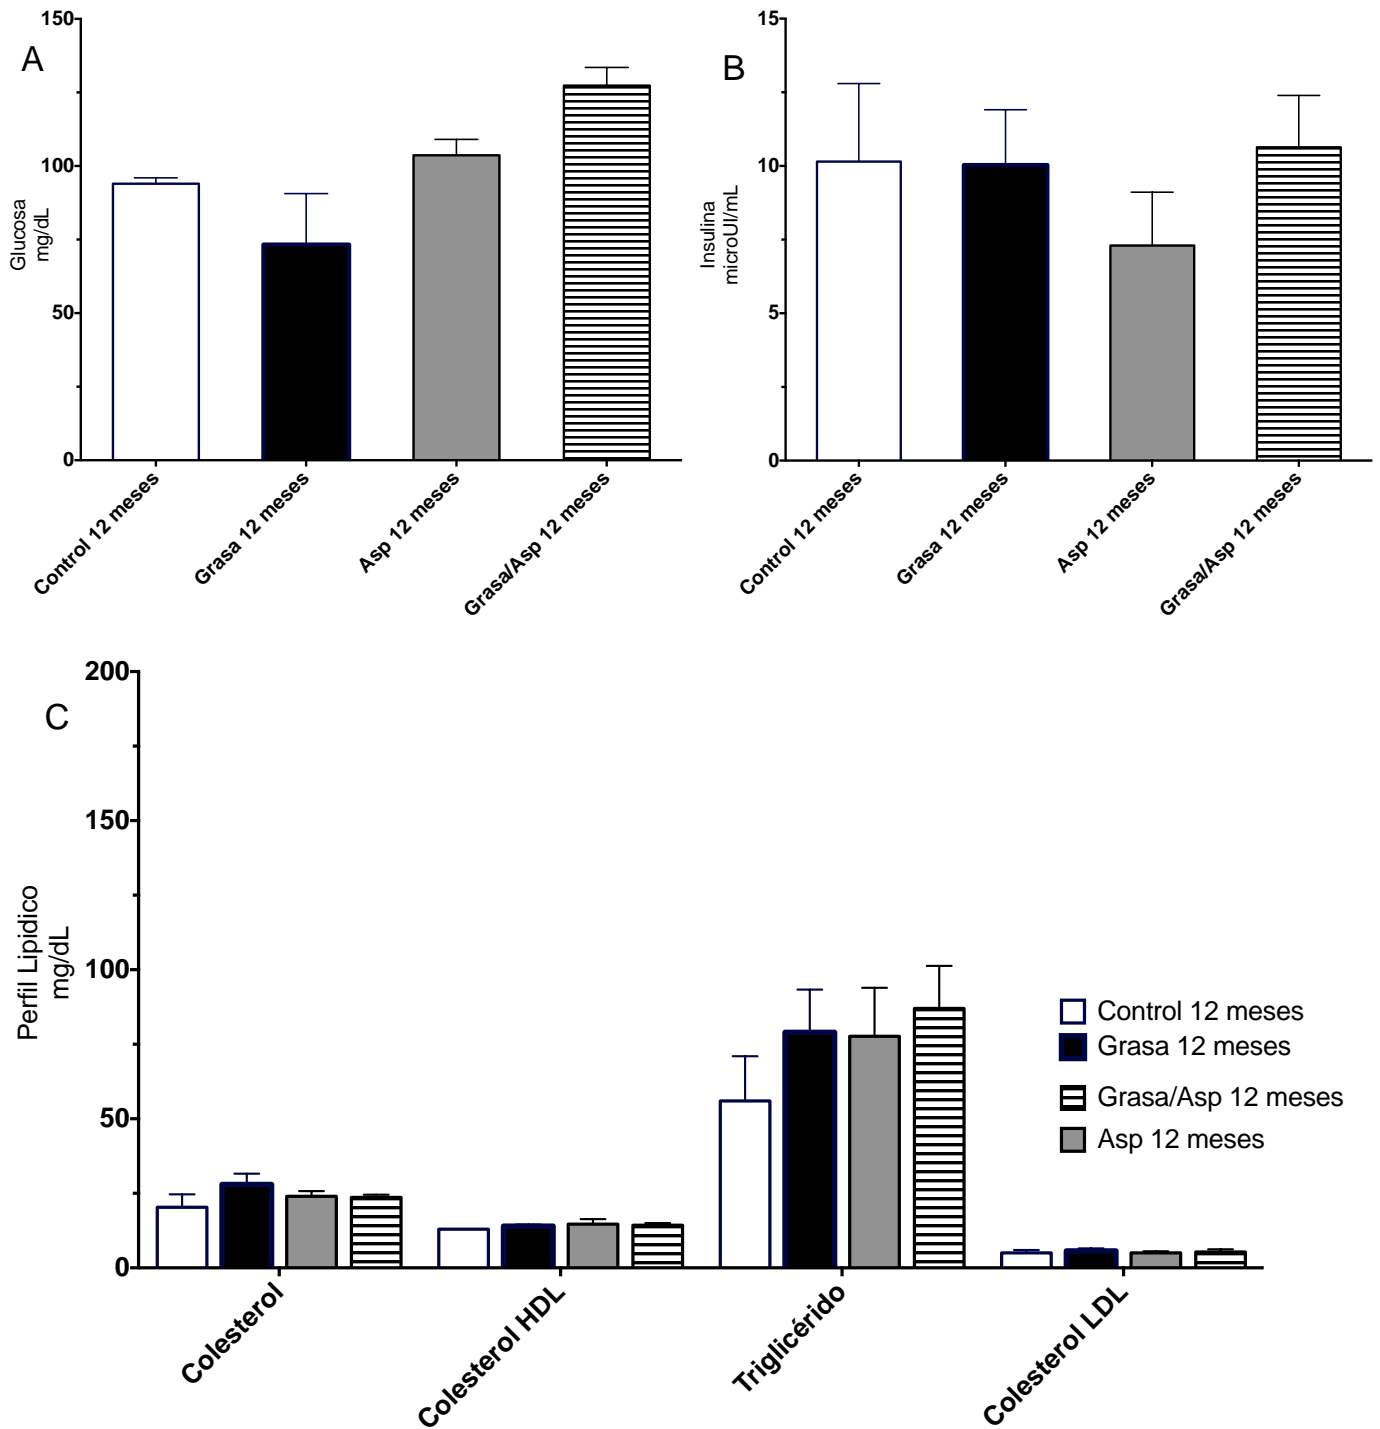 A
150
100
50
0
Glucosa
mg/dL
Control 12 meses
Grasa 12 meses
Asp 12 meses
Grasa/Asp 12 meses
B
15
10
5
0
Insulina
microUI/mL
Control 12 meses
Grasa 12 meses
Asp 12 meses
Grasa/Asp 12 meses
C
200
150
100
50
0
Perfil Lipidico
mg/dL
Colesterol
Colesterol HDL
Triglicérido
Colesterol LDL
Control 12 meses
Grasa 12 meses
Grasa/Asp 12 meses
Asp 12 meses